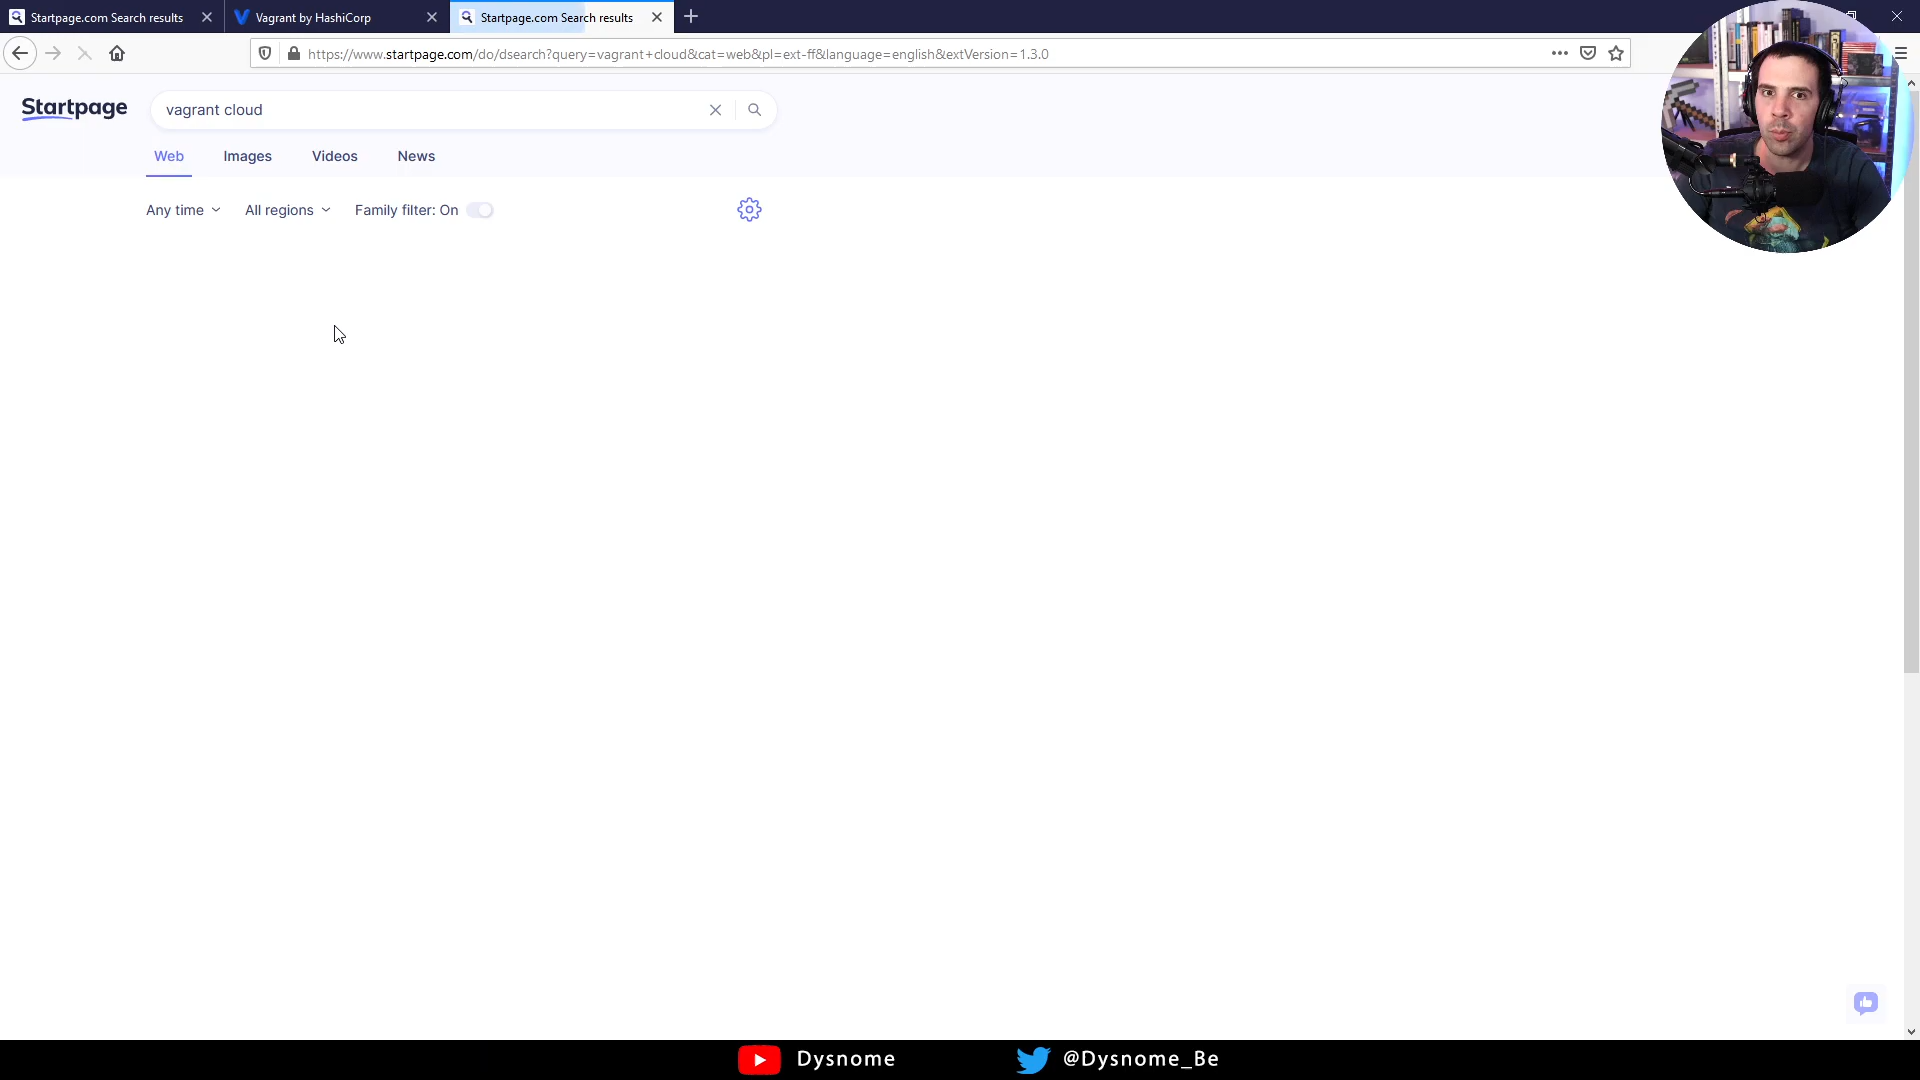 Startpage.com Search results
Vagrant by HashiCorp
Startpage.com Search results
https://www.startpage.com/do/dsearch?query=vagrant+cloud&cat=web&pl=ext-ff&language=english&extVersion=1.3.0
Startpage
vagrant cloud
Web
Images
Videos
News
Any time
All regions
Family filter: On
Dysnome
@Dysnome_Be